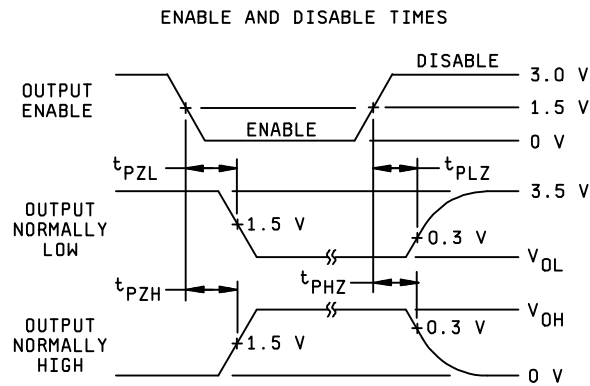 ENABLE AND DISABLE TIMES
DISABLE
3.0 V
OUTPUT
ENABLE
1.5 V
ENABLE
0 V
tPZL
tPLZ
3.5 V
OUTPUT
NORMALLY
LOW
1.5 V
0.3 V
VOL
tPZH
tPHZ
VOH
OUTPUT
NORMALLY
HIGH
1.5 V
0.3 V
0 V